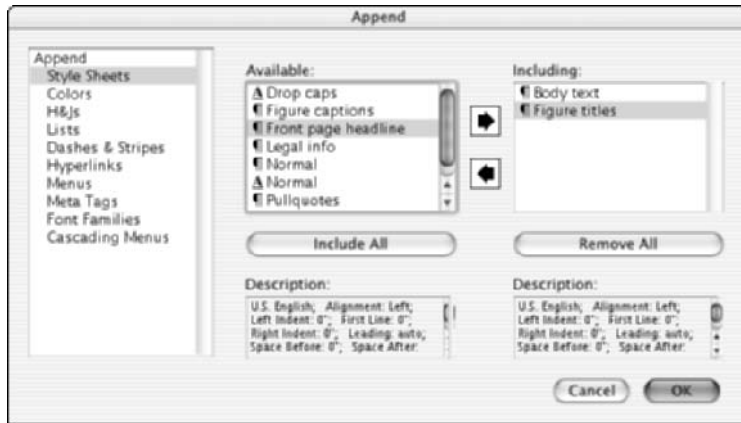 Append
Append
Style Sheets
Colors
H&Js
Lists
Dashes & Stripes
Hyperlinks
Menus
Meta Tags
Font Families
Cascading Menus
Available:
A Drop caps
¶ Figure captions
¶ Front page headline
¶ Legal info
¶ Normal
A Normal
¶ Pullquotes
Include All
Description:
U.S. English; Alignment: Left;
Left Indent: 0"; First Line: 0";
Right Indent: 0"; Leading: auto;
Space Before: 0"; Space After:
Including:
¶ Body text
¶ Figure titles
Remove All
Description:
U.S. English; Alignment: Left;
Left Indent: 0"; First Line: 0";
Right Indent: 0"; Leading: auto;
Space Before: 0"; Space After:
Cancel
OK